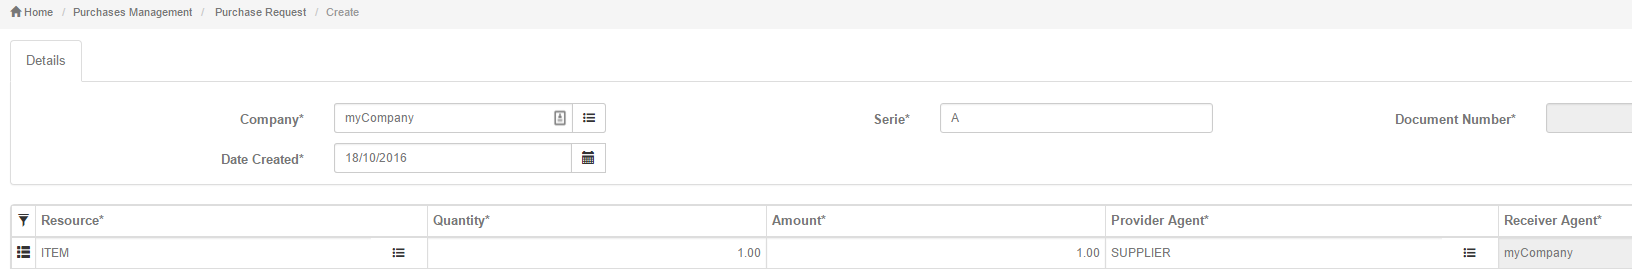 Home / Purchases Management / Purchase Request / Create
Details
Company* myCompany Serie* A Document Number*
Date Created* 18/10/2016
Resource* Quantity* Amount* Provider Agent* Receiver Agent*
ITEM 1.00 1.00 SUPPLIER myCompany